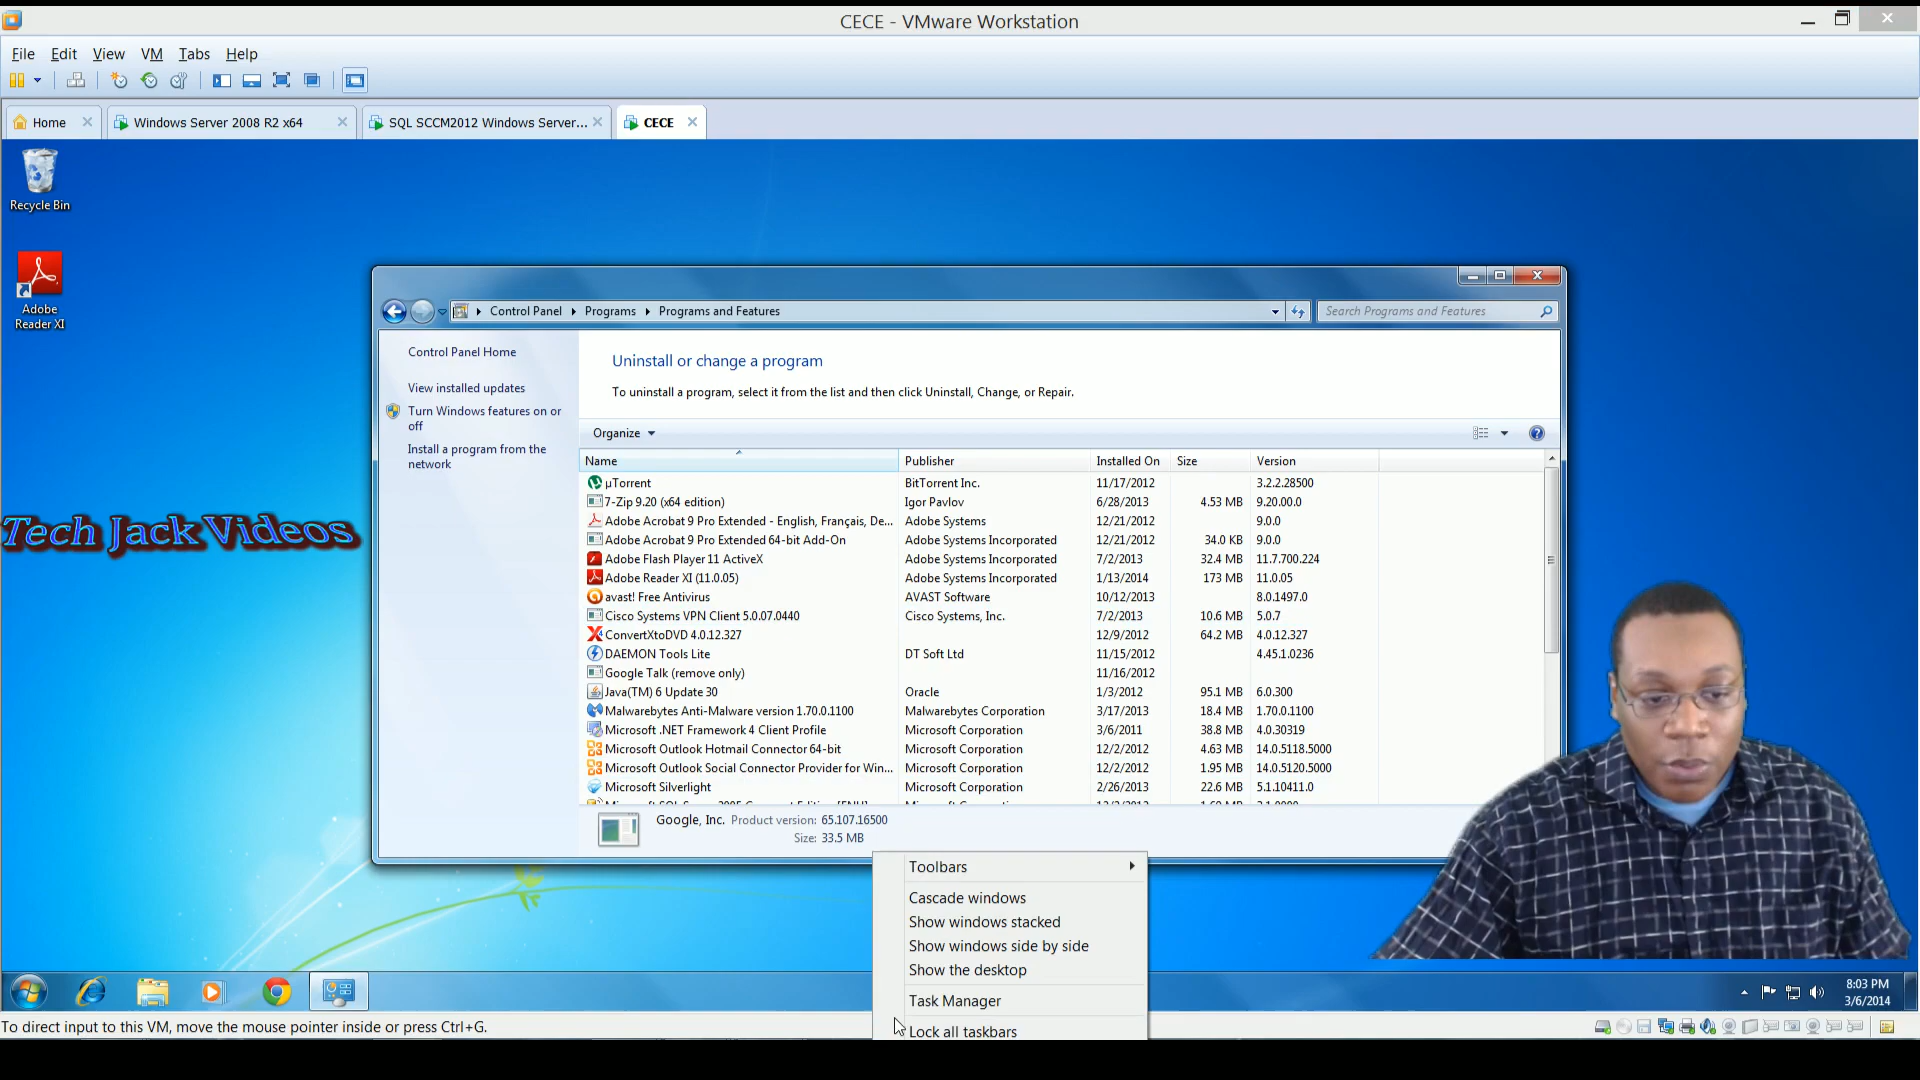 CECE - VMware Workstation
File Edit View VM Tabs Help
Home
Windows Server 2008 R2 x64
SQL SCCM2012 Windows Server...
CECE
Recycle Bin
Adobe
Reader XI
Tech Jack Videos
Control Panel Programs Programs and Features
Search Programs and Features
Control Panel Home
View installed updates
Turn Windows features on or
off
Install a program from the
network
Uninstall or change a program
To uninstall a program, select it from the list and then click Uninstall, Change, or Repair.
Organize
Name Publisher Installed On Size Version
µTorrent BitTorrent Inc. 11/17/2012 3.2.2.28500
7-Zip 9.20 (x64 edition) Igor Pavlov 6/28/2013 4.53 MB 9.20.00.0
Adobe Acrobat 9 Pro Extended - English, Français, De... Adobe Systems 12/21/2012 9.0.0
Adobe Acrobat 9 Pro Extended 64-bit Add-On Adobe Systems Incorporated 12/21/2012 34.0 KB 9.0.0
Adobe Flash Player 11 ActiveX Adobe Systems Incorporated 7/2/2013 32.4 MB 11.7.700.224
Adobe Reader XI (11.0.05) Adobe Systems Incorporated 1/13/2014 173 MB 11.0.05
avast! Free Antivirus AVAST Software 10/12/2013 8.0.1497.0
Cisco Systems VPN Client 5.0.07.0440 Cisco Systems, Inc. 7/2/2013 10.6 MB 5.0.7
ConvertXtoDVD 4.0.12.327 12/9/2012 64.2 MB 4.0.12.327
DAEMON Tools Lite DT Soft Ltd 11/15/2012 4.45.1.0236
Google Talk (remove only) 11/16/2012
Java(TM) 6 Update 30 Oracle 1/3/2012 95.1 MB 6.0.300
Malwarebytes Anti-Malware version 1.70.0.1100 Malwarebytes Corporation 3/17/2013 18.4 MB 1.70.0.1100
Microsoft .NET Framework 4 Client Profile Microsoft Corporation 3/6/2011 38.8 MB 4.0.30319
Microsoft Outlook Hotmail Connector 64-bit Microsoft Corporation 12/2/2012 4.63 MB 14.0.5118.5000
Microsoft Outlook Social Connector Provider for Win... Microsoft Corporation 12/2/2012 1.95 MB 14.0.5120.5000
Microsoft Silverlight Microsoft Corporation 2/26/2013 22.6 MB 5.1.10411.0
Google, Inc. Product version: 65.107.16500
Size: 33.5 MB
Toolbars
Cascade windows
Show windows stacked
Show windows side by side
Show the desktop
Task Manager
Lock all taskbars
8:03 PM
3/6/2014
To direct input to this VM, move the mouse pointer inside or press Ctrl+G.